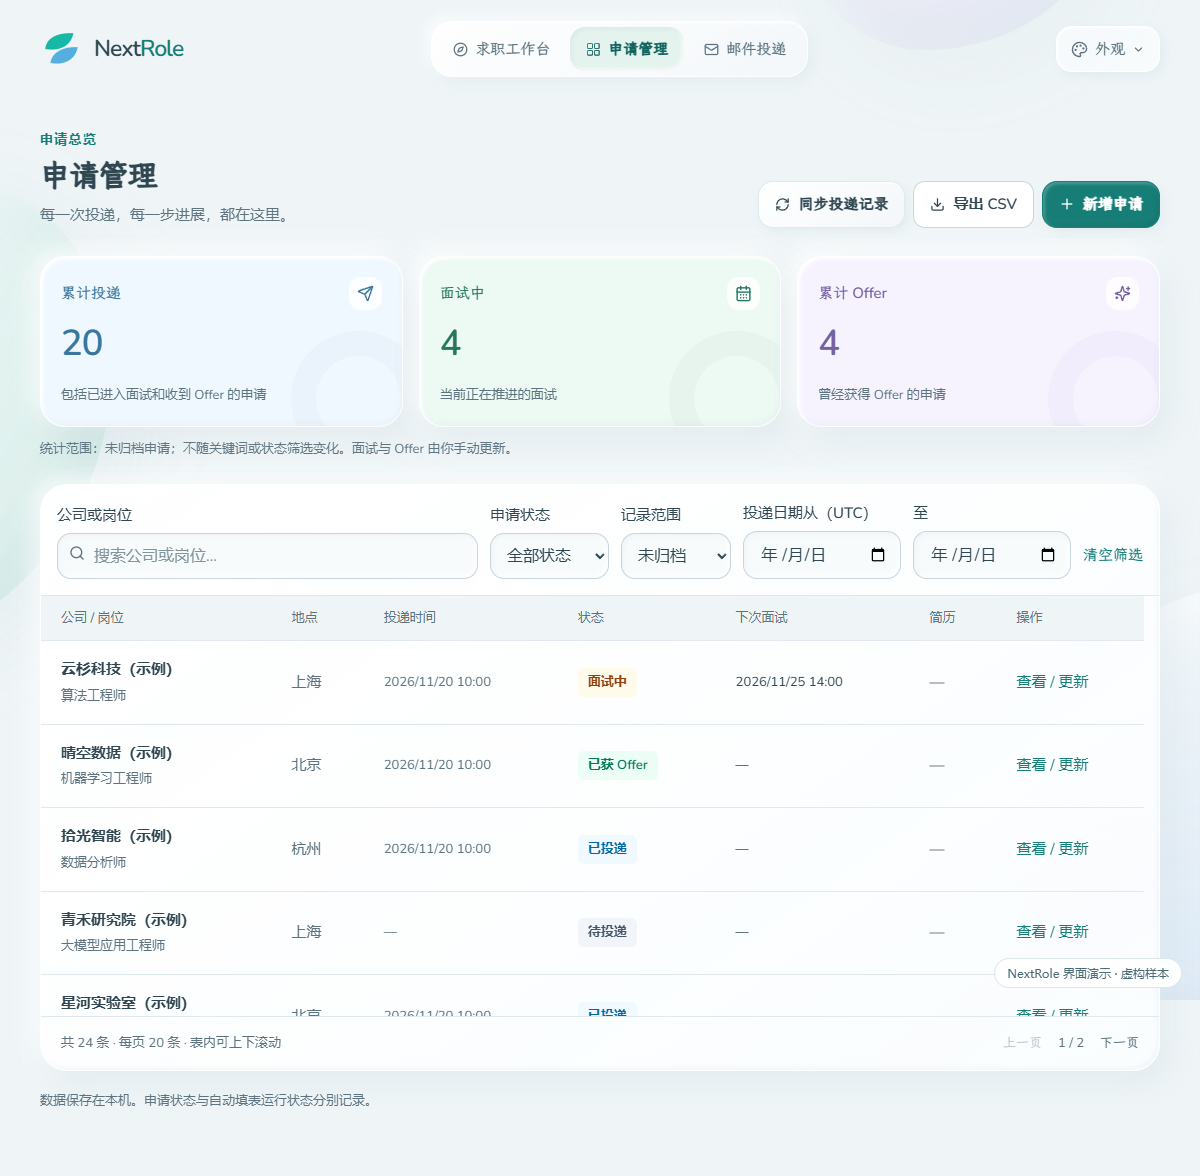 NextRole
求职工作台
申请管理
邮件投递
外观
申请总览
申请管理
每一次投递，每一步进展，都在这里。
同步投递记录
导出 CSV
新增申请
累计投递
20
包括已进入面试和收到 Offer 的申请
面试中
4
当前正在推进的面试
累计 Offer
4
曾经获得 Offer 的申请
统计范围：未归档申请；不随关键词或状态筛选变化。面试与 Offer 由你手动更新。
公司或岗位
申请状态
记录范围
投递日期从（UTC）
至
搜索公司或岗位...
全部状态
未归档
年 /月/日
年 /月/日
清空筛选
公司 / 岗位 地点 投递时间 状态 下次面试 简历 操作
云杉科技（示例）
算法工程师
上海 2026/11/20 10:00 面试中 2026/11/25 14:00 — 查看 / 更新
晴空数据（示例）
机器学习工程师
北京 2026/11/20 10:00 已获 Offer — — 查看 / 更新
拾光智能（示例）
数据分析师
杭州 2026/11/20 10:00 已投递 — — 查看 / 更新
青禾研究院（示例）
大模型应用工程师
上海 — 待投递 — — 查看 / 更新
NextRole 界面演示 · 虚构样本
星河实验室（示例）
北京 2026/11/20 10:00 已投递 查看 / 更新
共 24 条 · 每页 20 条 · 表内可上下滚动
上一页 1 / 2 下一页
数据保存在本机。申请状态与自动填表运行状态分别记录。